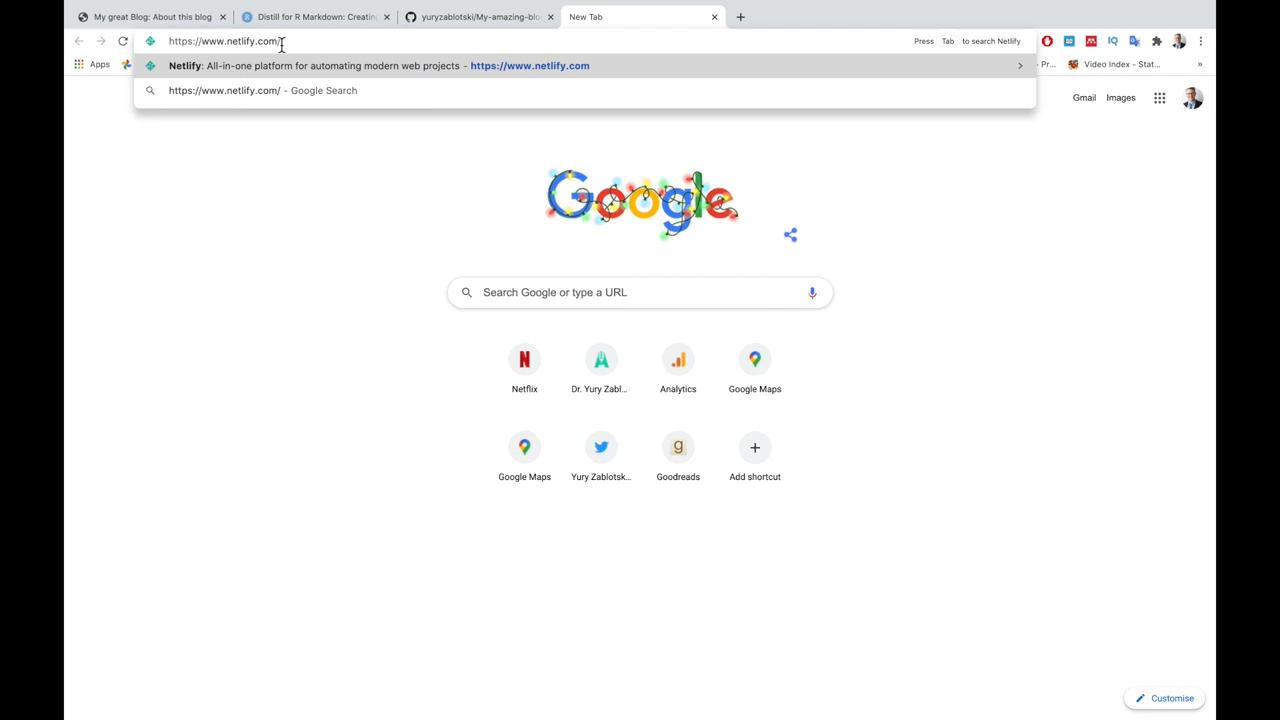 My great Blog: About this blog
Distill for R Markdown: Creatin
yuryzablotski/My-amazing-blo
New Tab
https://www.netlify.com/
Press Tab to search Netlify
Netlify: All-in-one platform for automating modern web projects - https://www.netlify.com
https://www.netlify.com/ - Google Search
Apps
Pr...
Video Index - Stat...
»
Gmail
Images
Google
Search Google or type a URL
Netflix
Dr. Yury Zabl...
Analytics
Google Maps
Google Maps
Yury Zablotsk...
Goodreads
Add shortcut
Customise